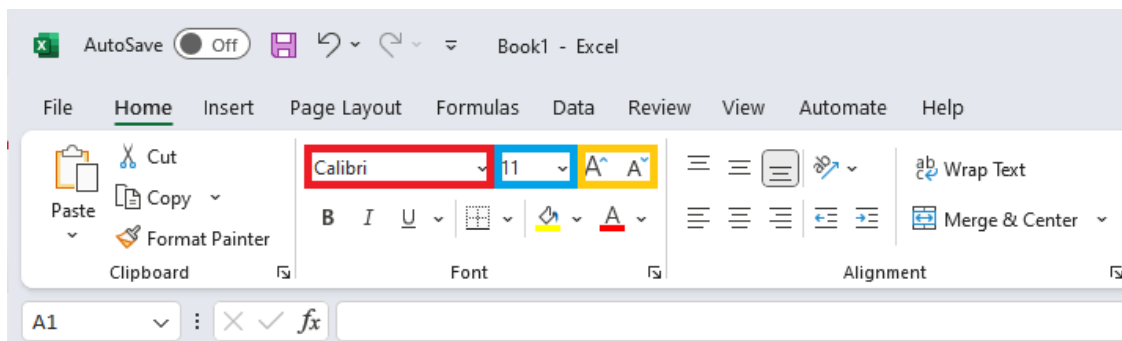 AutoSave Off Book1 - Excel
File Home Insert Page Layout Formulas Data Review View Automate Help
Cut
Copy
Paste
Format Painter
Clipboard
Calibri 11 A A
B I U A
Font
ab
c
Wrap Text
Merge & Center
Alignment
A1 fx